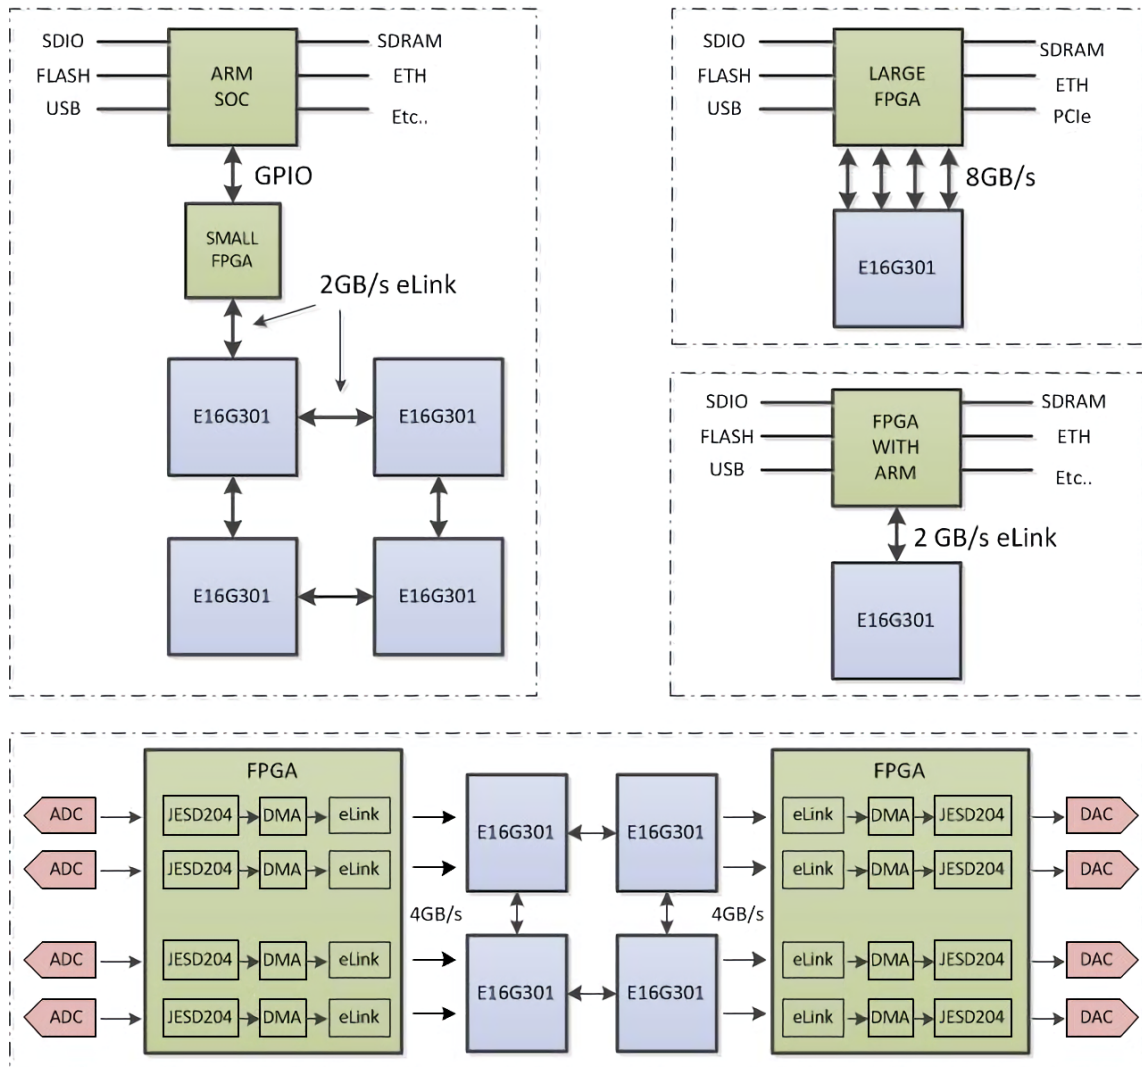 SDIO
FLASH
USB
ARM
SOC
SDRAM
ETH
Etc..
GPIO
SMALL
FPGA
2GB/s eLink
E16G301
E16G301
E16G301
E16G301
SDIO
FLASH
USB
LARGE
FPGA
SDRAM
ETH
PCIe
8GB/s
E16G301
SDIO
FLASH
USB
FPGA
WITH
ARM
SDRAM
ETH
Etc..
2 GB/s eLink
E16G301
FPGA
FPGA
ADC JESD204 DMA eLink
E16G301 E16G301
eLink DMA JESD204 DAC
ADC JESD204 DMA eLink
eLink DMA JESD204 DAC
4GB/s
4GB/s
ADC JESD204 DMA eLink
E16G301 E16G301
eLink DMA JESD204 DAC
ADC JESD204 DMA eLink
eLink DMA JESD204 DAC